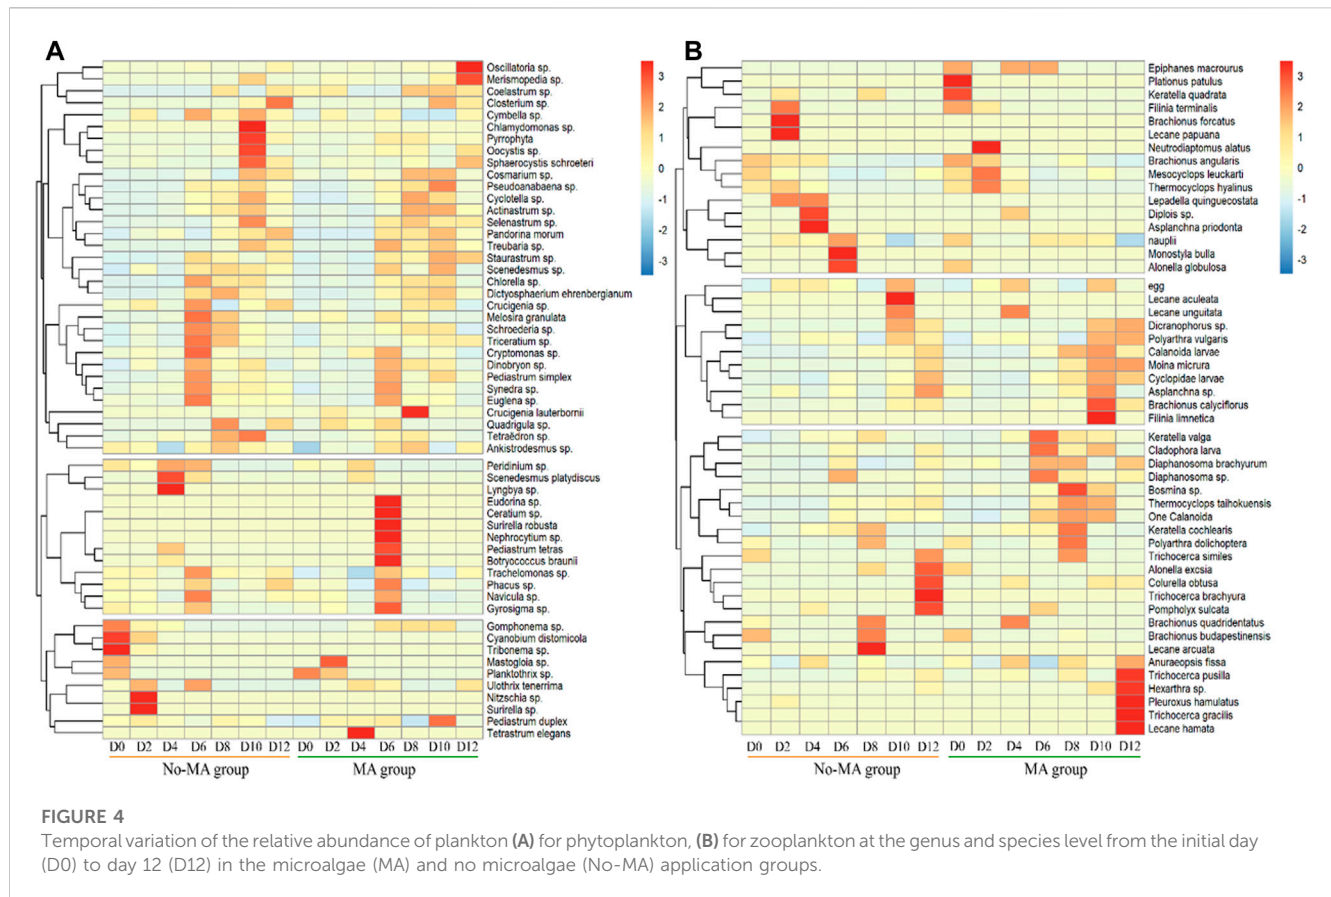 A
Oscillatoria sp.
Merismopedia sp.
Coelastrum sp.
Closterium sp.
Cymbella sp.
Chlamydomonas sp.
Pyrrophyta
Oocystis sp.
Sphaerocystis schroeteri
Cosmarium sp.
Pseudoanabaena sp.
Cyclotella sp.
Actinastrum sp.
Selenastrum sp.
Pandorina morum
Treubaria sp.
Staurastrum sp.
Scenedesmus sp.
Chlorella sp.
Dictyosphaerium ehrenbergianum
Crucigenia sp.
Melosira granulata
Schroederia sp.
Triceratium sp.
Cryptomonas sp.
Dinobryon sp.
Pediastrum simplex
Synedra sp.
Euglena sp.
Crucigenia lauterbornii
Quadrigula sp.
Tetraëdron sp.
Ankistrodesmus sp.
Peridinium sp.
Scenedesmus platydiscus
Lyngbya sp.
Eudorina sp.
Ceratium sp.
Surirella robusta
Nephrocytium sp.
Pediastrum tetras
Botryococcus braunii
Trachelomonas sp.
Phacus sp.
Navicula sp.
Gyrosigma sp.
Gomphonema sp.
Cyanobium distomicola
Tribonema sp.
Mastogloia sp.
Planktothrix sp.
Ulothrix tenerrima
Nitzschia sp.
Surirella sp.
Pediastrum duplex
Tetrastrum elegans
3
2
1
0
-1
-2
-3
D0 D2 D4 D6 D8 D10 D12 D0 D2 D4 D6 D8 D10 D12
No-MA group MA group
B
Epiphanes macrourus
Plationus patulus
Keratella quadrata
Filinia terminalis
Brachionus forcatus
Lecane papuana
Neutrodiaptomus alatus
Brachionus angularis
Mesocyclops leuckarti
Thermocyclops hyalinus
Lepadella quinguecostata
Diplois sp.
Asplanchna priodonta
nauplii
Monostyla bulla
Alonella globulosa
egg
Lecane aculeata
Lecane unguitata
Dicranophorus sp.
Polyarthra vulgaris
Calanoida larvae
Moina micrura
Cyclopidae larvae
Asplanchna sp.
Brachionus calyciflorus
Filinia limnetica
Keratella valga
Cladophora larva
Diaphanosoma brachyurum
Diaphanosoma sp.
Bosmina sp.
Thermocyclops taihokuensis
One Calanoida
Keratella cochlearis
Polyarthra dolichoptera
Trichocerca similes
Alonella excsia
Colurella obtusa
Trichocerca brachyura
Pompholyx sulcata
Brachionus quadridentatus
Brachionus budapestinensis
Lecane arcuata
Anuraeopsis fissa
Trichocerca pusilla
Hexarthra sp.
Pleuroxus hamulatus
Trichocerca gracilis
Lecane hamata
3
2
1
0
-1
-2
-3
D0 D2 D4 D6 D8 D10 D12 D0 D2 D4 D6 D8 D10 D12
No-MA group MA group
FIGURE 4
Temporal variation of the relative abundance of plankton (A) for phytoplankton, (B) for zooplankton at the genus and species level from the initial day
(D0) to day 12 (D12) in the microalgae (MA) and no microalgae (No-MA) application groups.